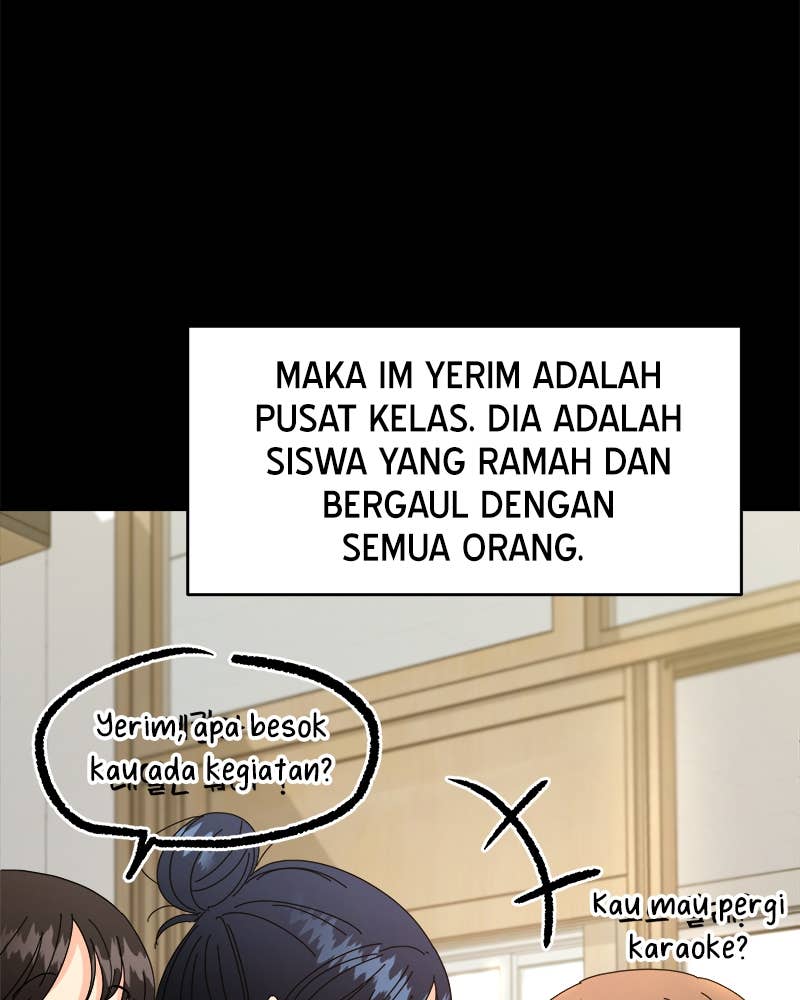 MAKA IM YERIM ADALAH
PUSAT KELAS. DIA ADALAH
SISWA YANG RAMAH DAN
BERGAUL DENGAN
SEMUA ORANG.
Yerim, apa besok
kau ada kegiatan?
Kau mau pergi
karaoke?